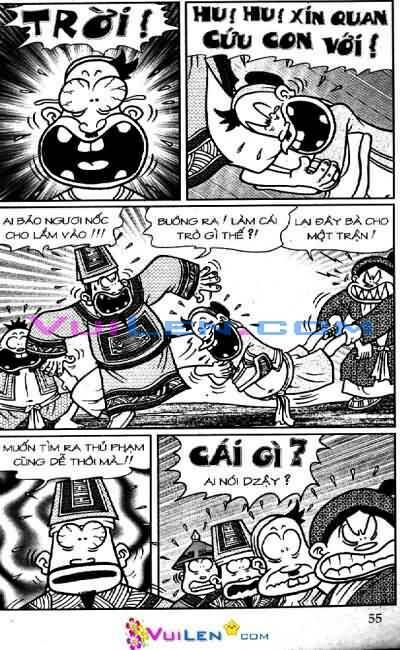 TRỜI!
HU! HU! XIN QUAN
CỨU CON VỚI!
AI BẢO NGƯƠI NỐC
CHO LẮM VÀO!!!
BUÔNG RA! LÀM CÁI
TRÒ GÌ THẾ?!
LẠI ĐÂY BÀ CHO
MỘT TRẬN!
VUILEN.COM
MUỐN TÌM RA THỦ PHẠM
CŨNG DỄ THÔI MÀ..!!
CÁI GÌ?
AI NÓI DZẬY?
55
VUILEN.COM